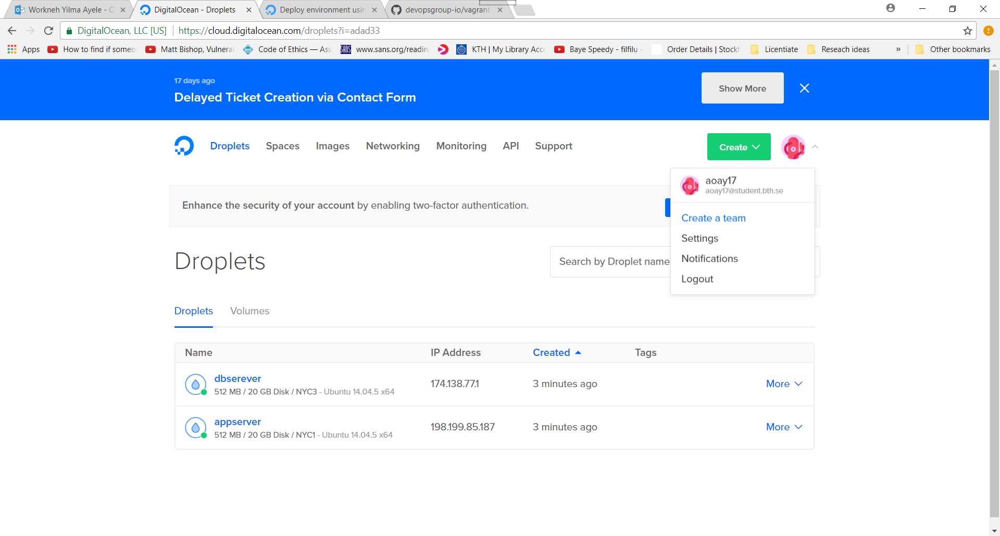 Workneh Yilma Ayele - O
DigitalOcean - Droplets
Deploy environment usin
devopsgroup-io/vagrant
DigitalOcean, LLC [US]
https://cloud.digitalocean.com/droplets?i=adad33
Apps
How to find if someo
Matt Bishop, Vulnera
Code of Ethics — Ass
SANS
www.sans.org/readin
KTH | My Library Acc
Baye Speedy - filfilu -
Order Details | Stockh
Licentiate
Reseach ideas
»
Other bookmarks
17 days ago
Delayed Ticket Creation via Contact Form
Show More
Droplets
Spaces
Images
Networking
Monitoring
API
Support
Create
aoay17
aoay17@student.bth.se
Create a team
Settings
Notifications
Logout
Enhance the security of your account by enabling two-factor authentication.
Droplets
Search by Droplet name
Droplets
Volumes
Name
IP Address
Created
Tags
dbserever
512 MB / 20 GB Disk / NYC3 - Ubuntu 14.04.5 x64
174.138.77.1
3 minutes ago
More
appserver
512 MB / 20 GB Disk / NYC1 - Ubuntu 14.04.5 x64
198.199.85.187
3 minutes ago
More